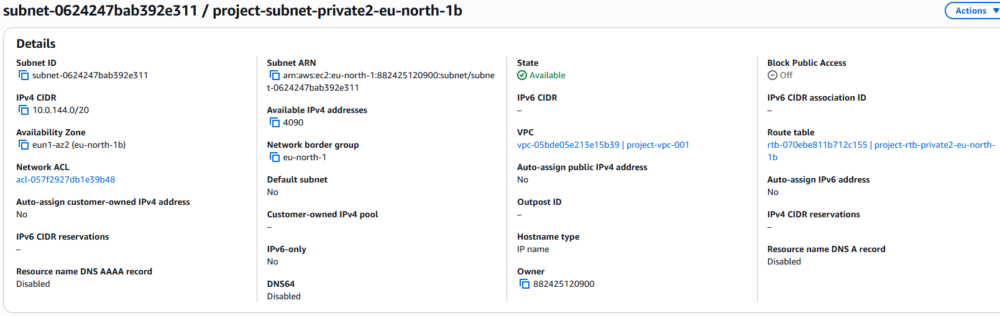 subnet-0624247bab392e311 / project-subnet-private2-eu-north-1b
Actions
Details
Subnet ID
subnet-0624247bab392e311
IPv4 CIDR
10.0.144.0/20
Availability Zone
eun1-az2 (eu-north-1b)
Network ACL
acl-057f2927db1e39b48
Auto-assign customer-owned IPv4 address
No
IPv6 CIDR reservations
–
Resource name DNS AAAA record
Disabled
Subnet ARN
arn:aws:ec2:eu-north-1:882425120900:subnet/subne
t-0624247bab392e311
Available IPv4 addresses
4090
Network border group
eu-north-1
Default subnet
No
Customer-owned IPv4 pool
–
IPv6-only
No
DNS64
Disabled
State
Available
IPv6 CIDR
–
VPC
vpc-05bde05e213e15b39 | project-vpc-001
Auto-assign public IPv4 address
No
Outpost ID
–
Hostname type
IP name
Owner
882425120900
Block Public Access
Off
IPv6 CIDR association ID
–
Route table
rtb-070ebe811b712c155 | project-rtb-private2-eu-north-
1b
Auto-assign IPv6 address
No
IPv4 CIDR reservations
–
Resource name DNS A record
Disabled